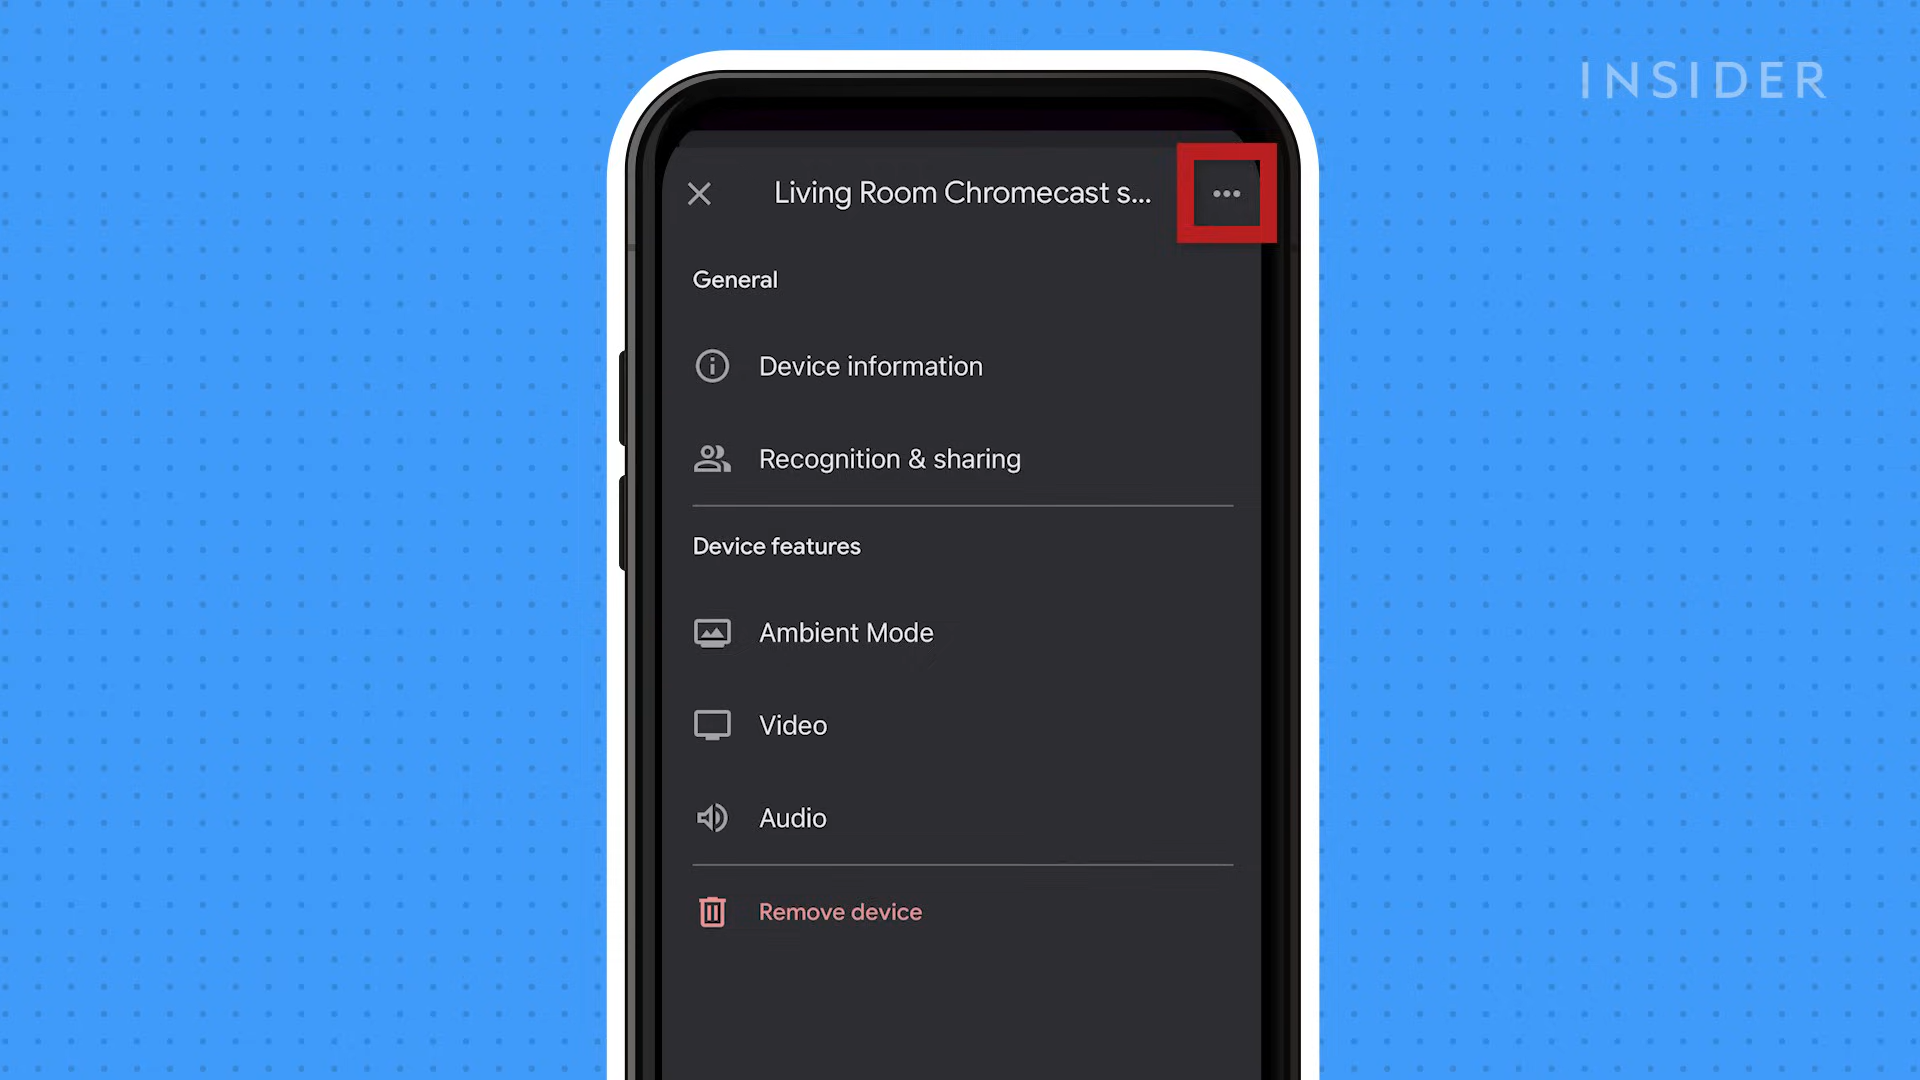 INSIDER
Living Room Chromecast s...
General
Device information
Recognition & sharing
Device features
Ambient Mode
Video
Audio
Remove device